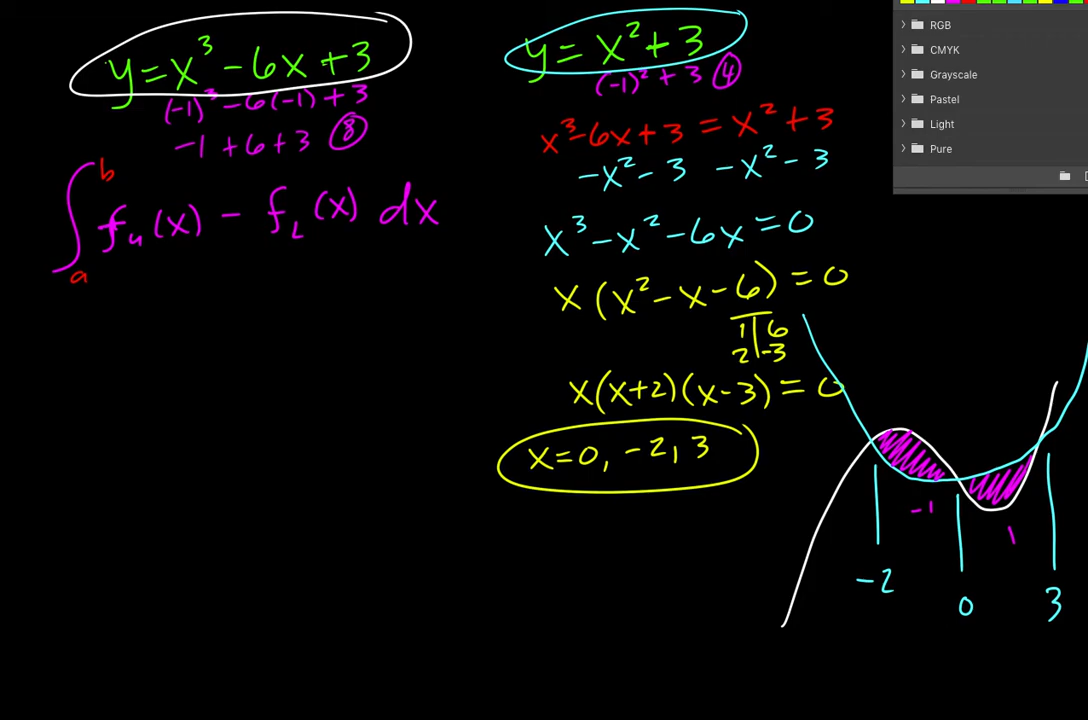 y = x³ - 6x + 3
(-1)³ - 6(-1) + 3
-1 + 6 + 3 8
∫ₐᵇ f₄(x) - f_L(x) dx
y = x² + 3
(-1)² + 3 4
x³ - 6x + 3 = x² + 3
-x² - 3 -x² - 3
x³ - x² - 6x = 0
x(x² - x - 6) = 0
1 | 6
2 | -3
x(x+2)(x-3) = 0
x = 0, -2, 3
-1
1
-2
0
3
RGB
CMYK
Grayscale
Pastel
Light
Pure